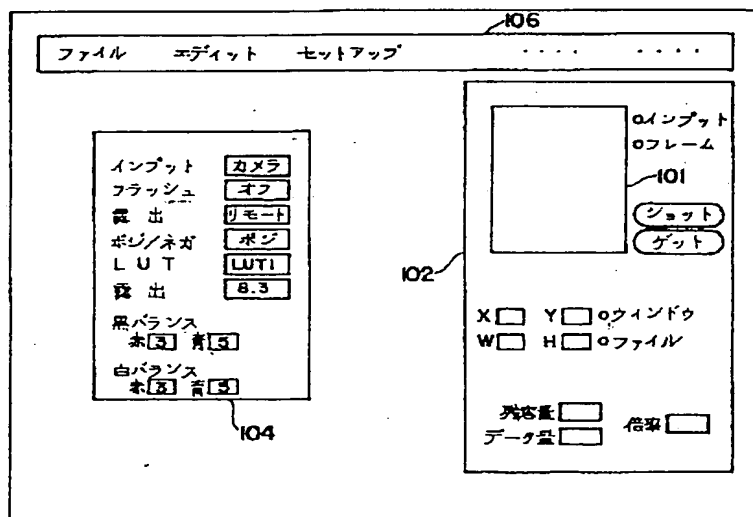 106
ファイル エディット セットアップ ・・・・ ・・・・
インプット カメラ
フラッシュ オフ
露出 リモート
ポジ/ネガ ポジ
LUT LUT1
露出 8.3
黒バランス
赤 3 青 5
白バランス
赤 3 青 5
104
インプット
フレーム
101
ショット
ゲット
102
X Y ウィンドウ
W H ファイル
残容量
データ量
倍率